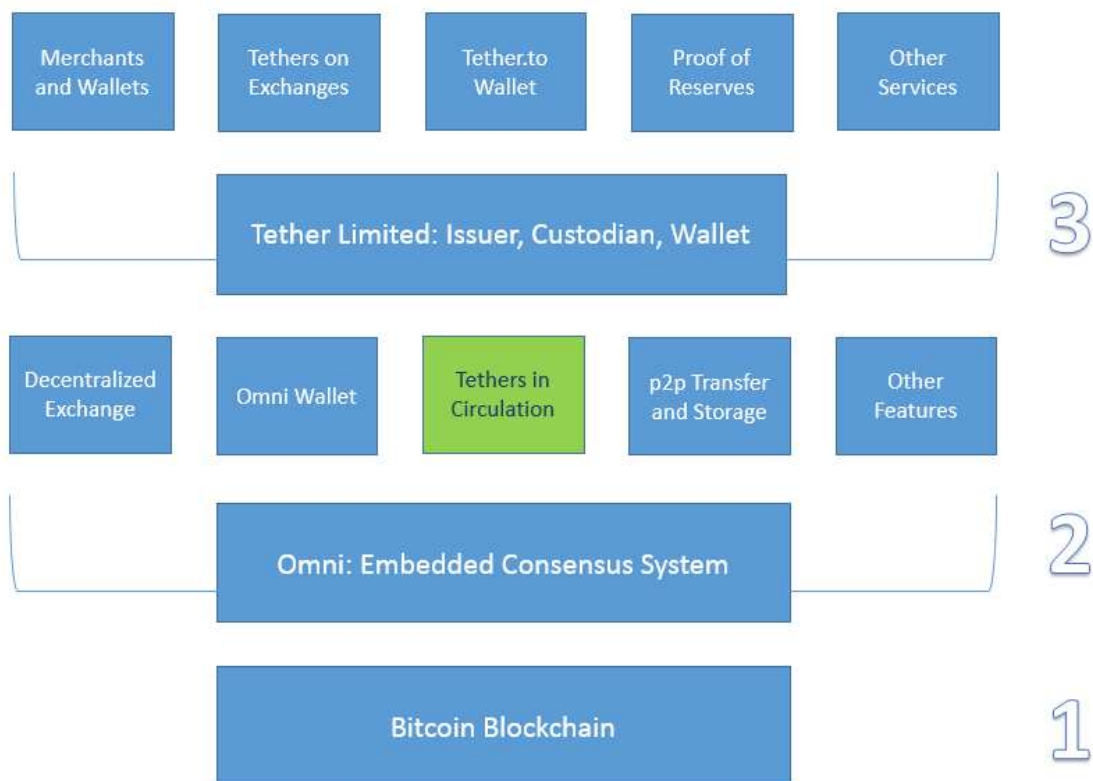 Merchants
and Wallets
Tethers on
Exchanges
Tether.to
Wallet
Proof of
Reserves
Other
Services
Tether Limited: Issuer, Custodian, Wallet
3
Decentralized
Exchange
Omni Wallet
Tethers in
Circulation
p2p Transfer
and Storage
Other
Features
Omni: Embedded Consensus System
2
Bitcoin Blockchain
1